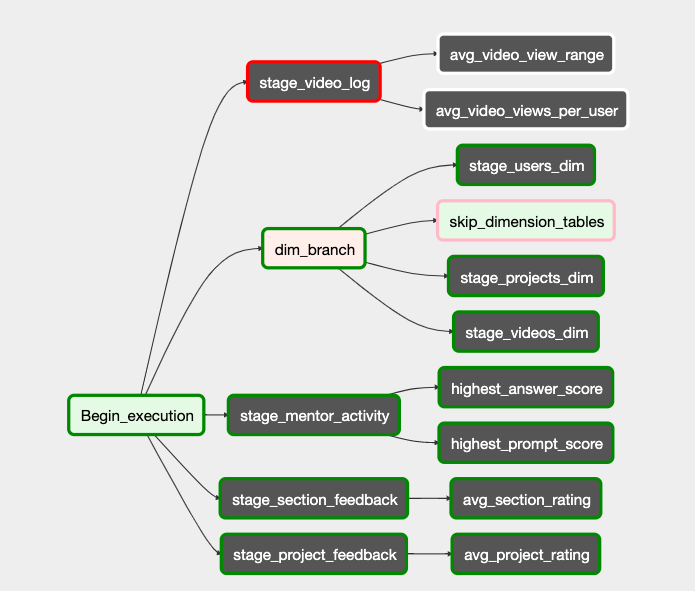 avg_video_view_range
stage_video_log
avg_video_views_per_user
stage_users_dim
skip_dimension_tables
dim_branch
stage_projects_dim
stage_videos_dim
highest_answer_score
Begin_execution
stage_mentor_activity
highest_prompt_score
stage_section_feedback
avg_section_rating
stage_project_feedback
avg_project_rating